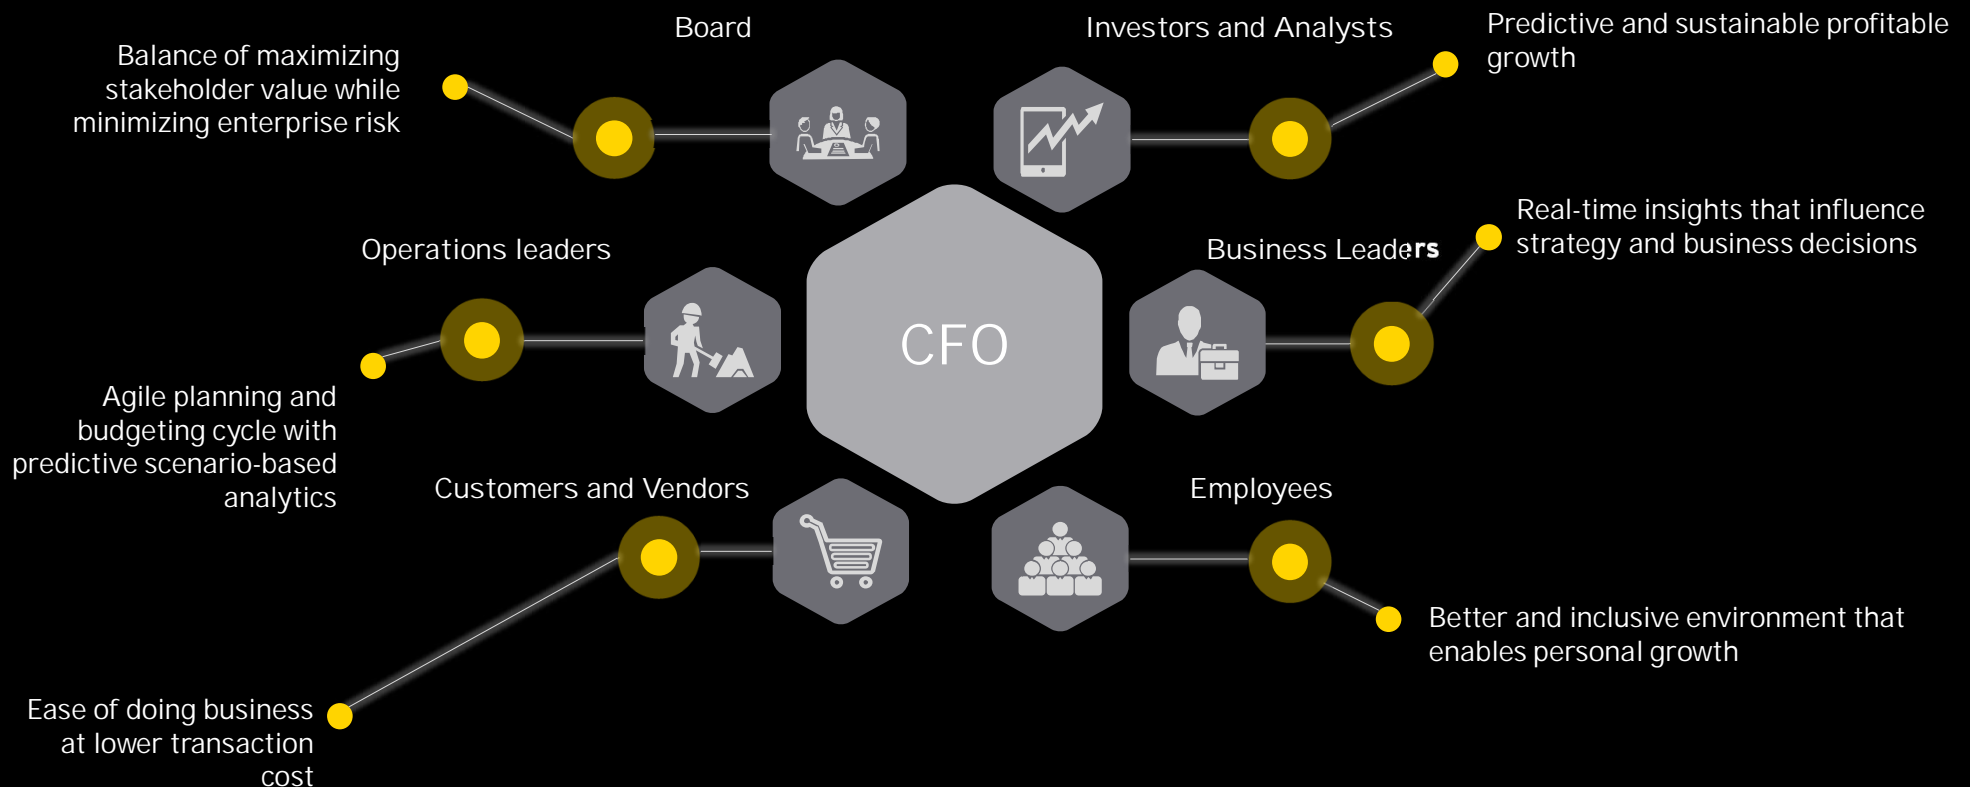 Board
Balance of maximizing
stakeholder value while
minimizing enterprise risk
Investors and Analysts
Predictive and sustainable profitable
growth
Operations leaders
Agile planning and
budgeting cycle with
predictive scenario-based
analytics
CFO
Business Leaders
Real-time insights that influence
strategy and business decisions
Customers and Vendors
Ease of doing business
at lower transaction
cost
Employees
Better and inclusive environment that
enables personal growth